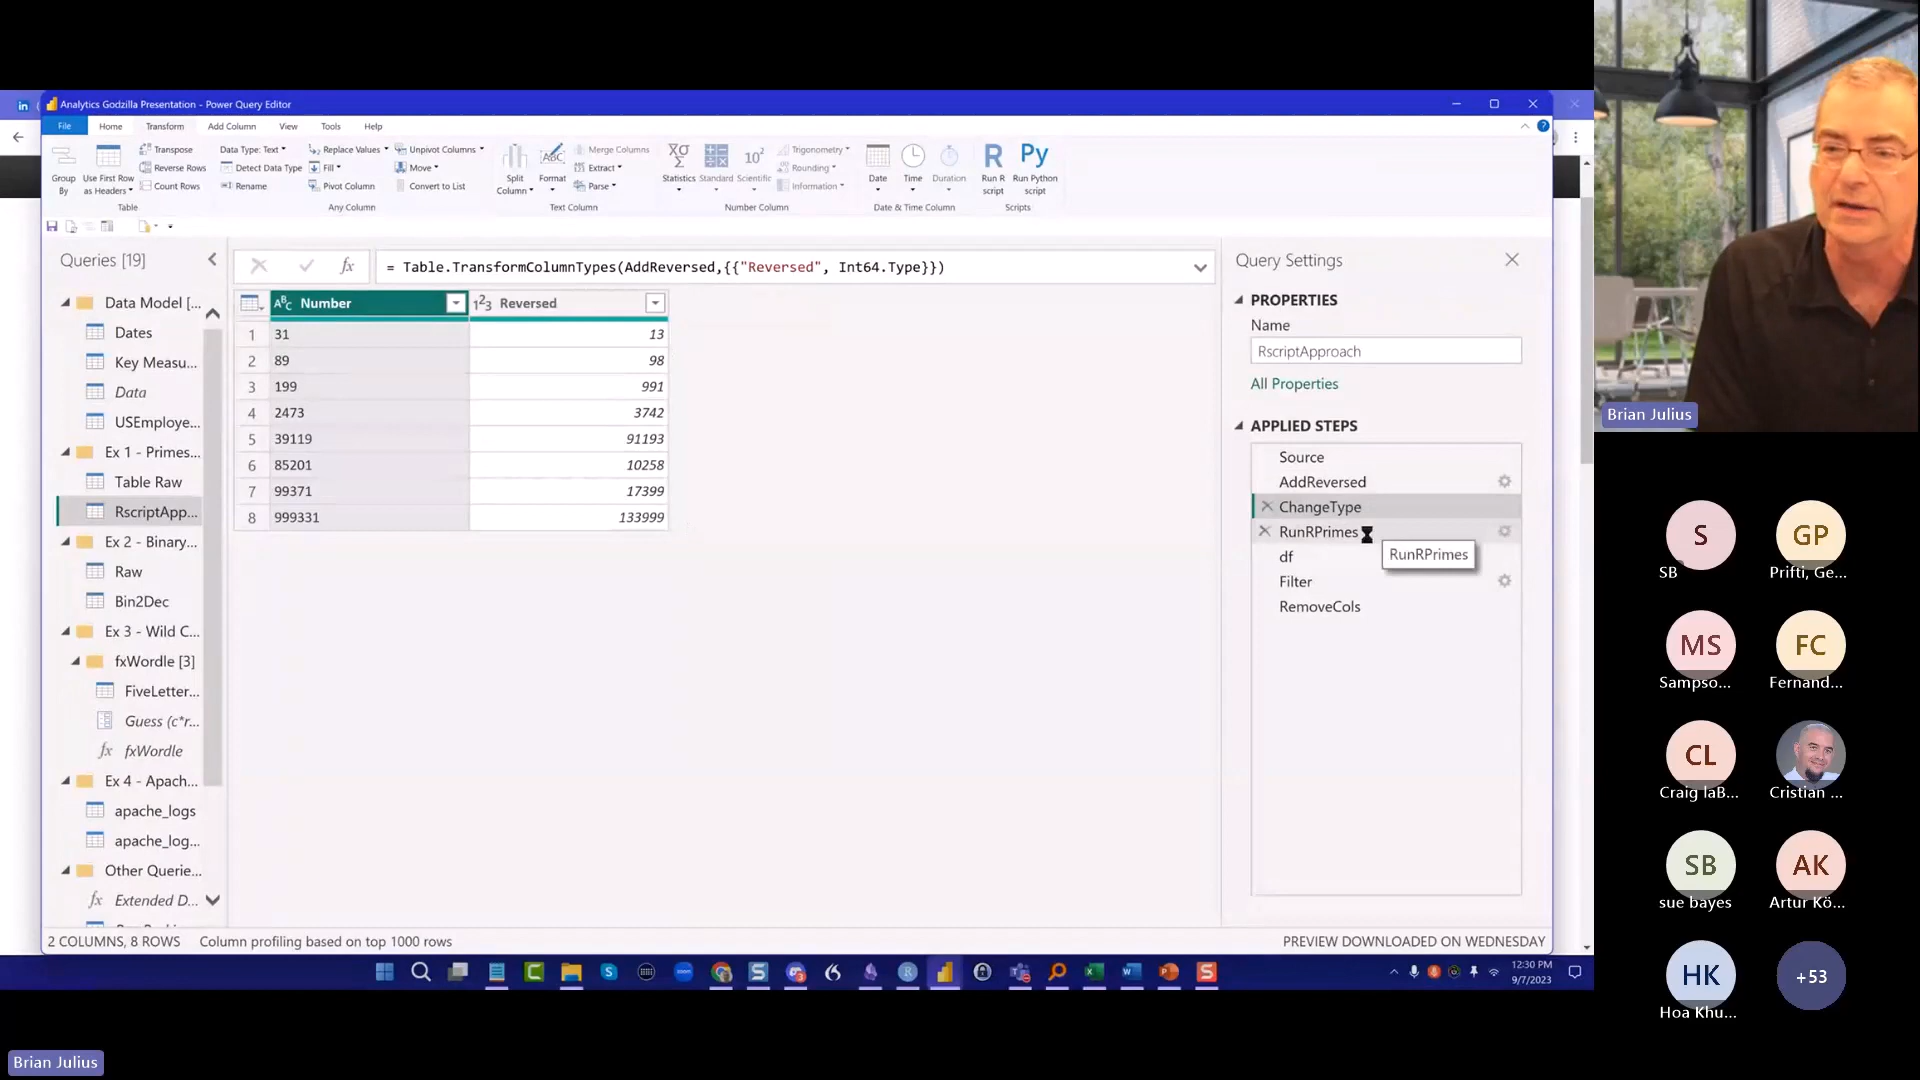 Analytics Godzilla Presentation - Power Query Editor
File Home Transform Add Column View Tools Help
Group By
Use First Row as Headers
Transpose
Reverse Rows
Count Rows
Table
Data Type: Text
Detect Data Type
Rename
Replace Values
Fill
Pivot Column
Unpivot Columns
Move
Convert to List
Any Column
Split Column
Format
Merge Columns
Extract
Parse
Text Column
Statistics
Standard
Scientific
Trigonometry
Rounding
Information
Number Column
Date
Time
Duration
Date & Time Column
Run R script
Run Python script
Scripts
Queries [19]
Data Model [...
Dates
Key Measu...
Data
USEmploye...
Ex 1 - Primes...
Table Raw
RscriptApp...
Ex 2 - Binary...
Raw
Bin2Dec
Ex 3 - Wild C...
fxWordle [3]
FiveLetter...
Guess (c*r...
fxWordle
Ex 4 - Apach...
apache_logs
apache_log...
Other Querie...
Extended D...
= Table.TransformColumnTypes(AddReversed,{{"Reversed", Int64.Type}})
Number Reversed
1 31 13
2 89 98
3 199 991
4 2473 3742
5 39119 91193
6 85201 10258
7 99371 17399
8 999331 133999
Query Settings
PROPERTIES
Name
RscriptApproach
All Properties
APPLIED STEPS
Source
AddReversed
ChangeType
RunRPrimes
RunRPrimes
df
Filter
RemoveCols
2 COLUMNS, 8 ROWS Column profiling based on top 1000 rows
PREVIEW DOWNLOADED ON WEDNESDAY
12:30 PM
9/7/2023
Brian Julius
S
SB
GP
Prifti, Ge...
MS
Sampso...
FC
Fernand...
CL
Craig laB...
Cristian ...
SB
sue bayes
AK
Artur Kö...
HK
Hoa Khu...
+53
Brian Julius